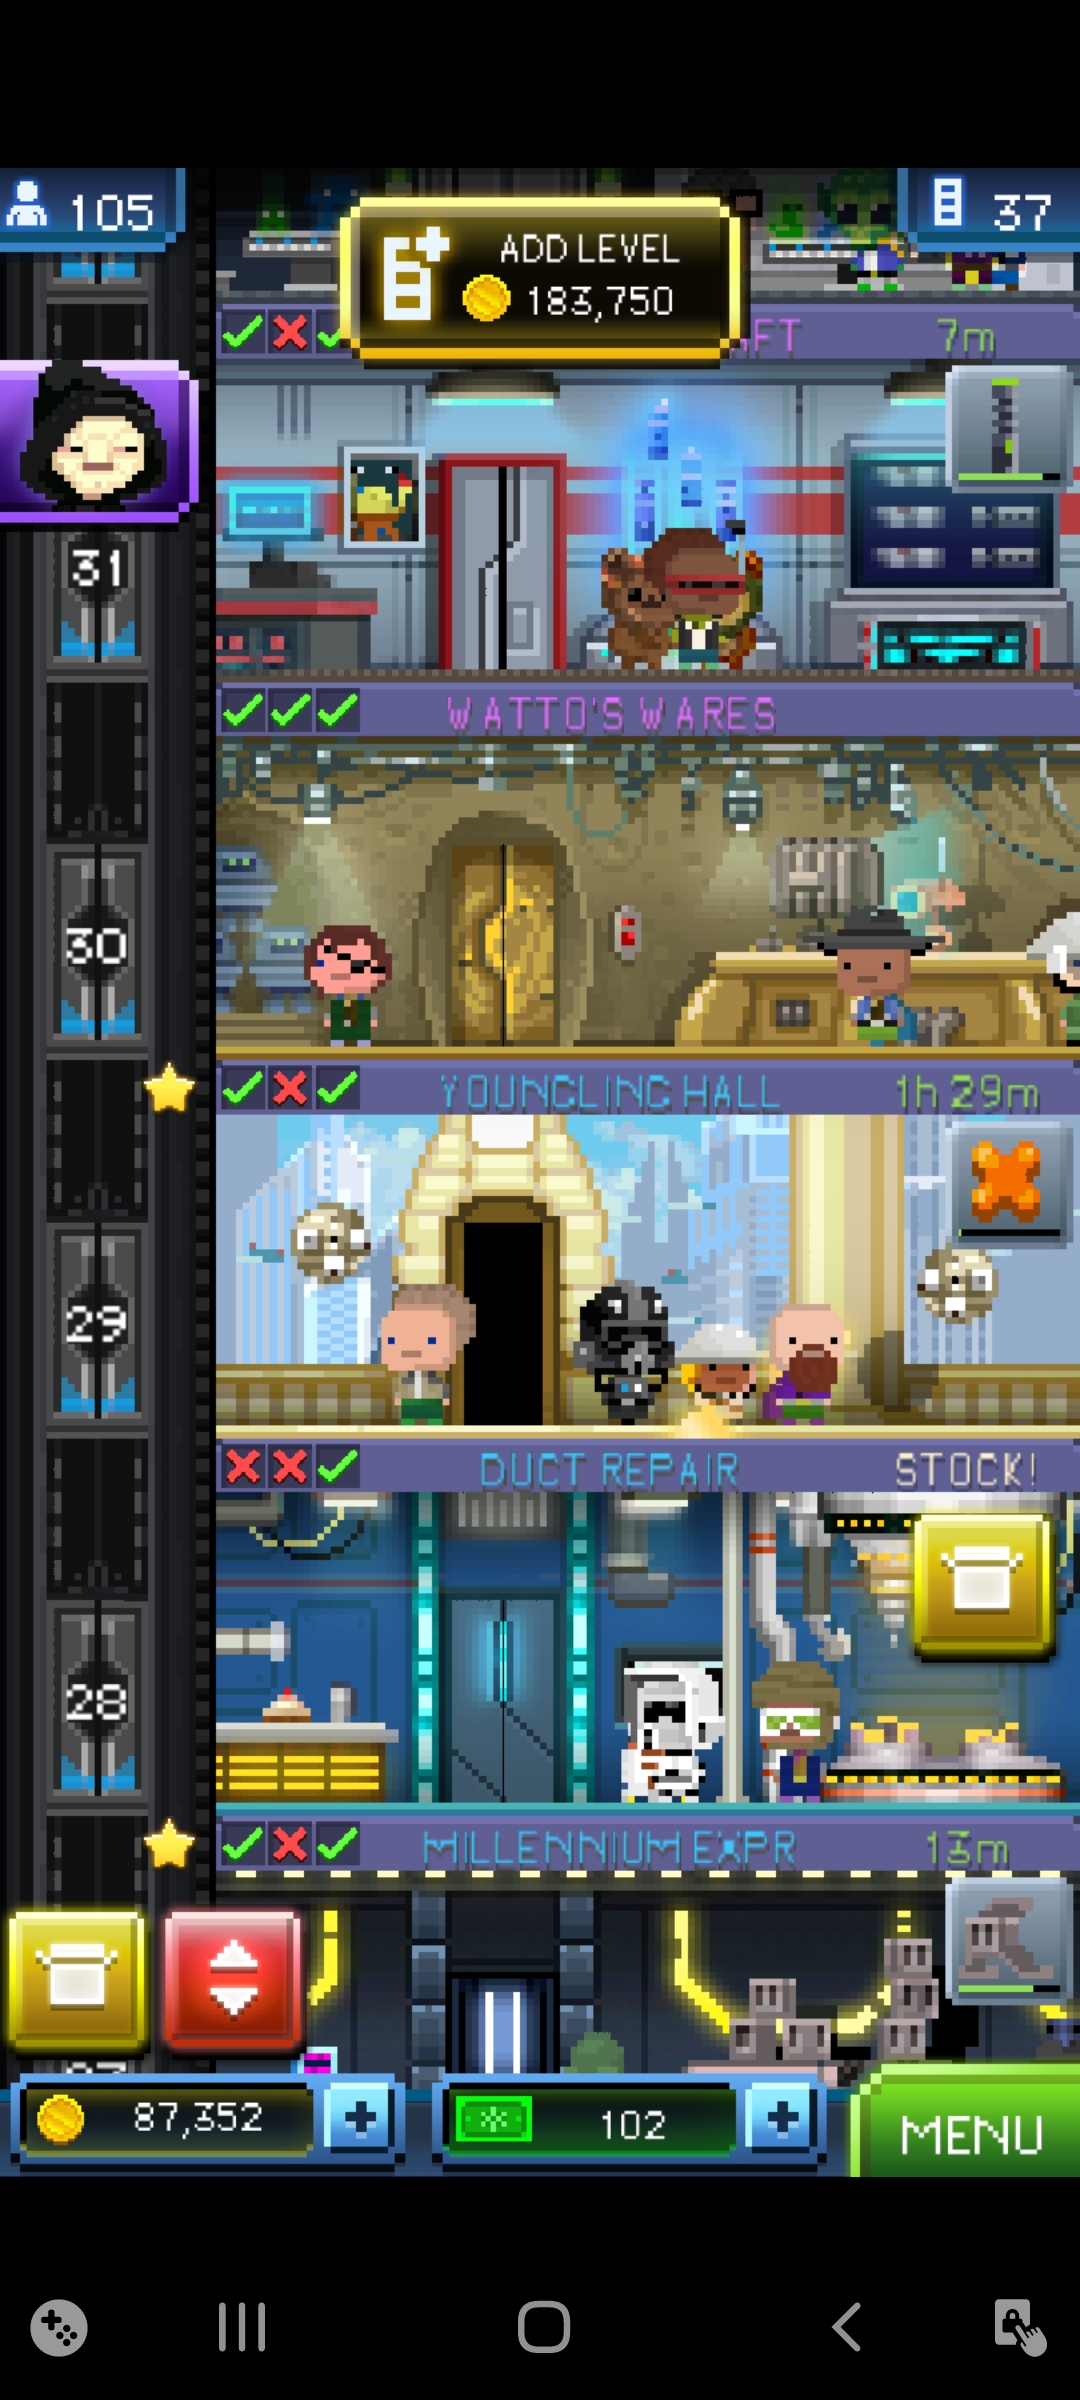 105
37
ADD LEVEL
183,750
7m
31
WATTO'S WARES
30
YOUNGLING HALL 1h 29m
29
DUCT REPAIR STOCK!
28
MILLENNIUM EXPR 13m
87,352
102
MENU